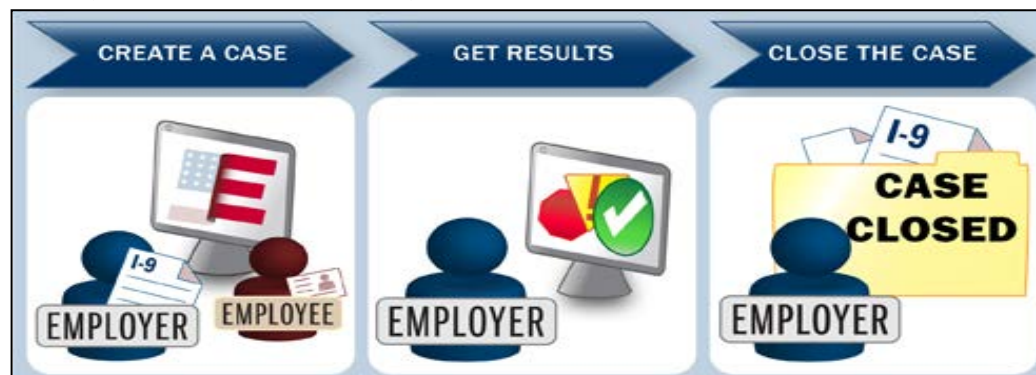 CREATE A CASE
GET RESULTS
CLOSE THE CASE
I-9
EMPLOYER
EMPLOYEE
!
EMPLOYER
I-9
CASE
CLOSED
EMPLOYER